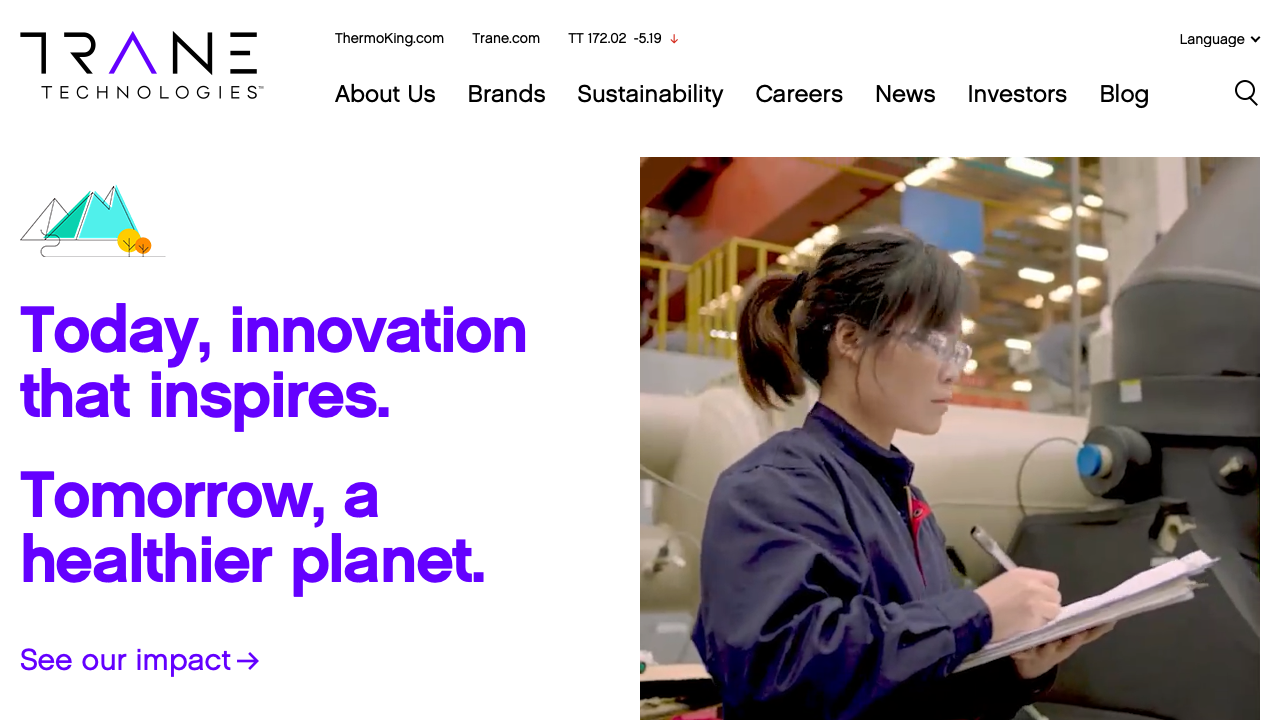 TRANE
TECHNOLOGIES™
ThermoKing.com
Trane.com
TT 172.02 -5.19 ↓
Language
About Us
Brands
Sustainability
Careers
News
Investors
Blog
Today, innovation
that inspires.
Tomorrow, a
healthier planet.
See our impact →